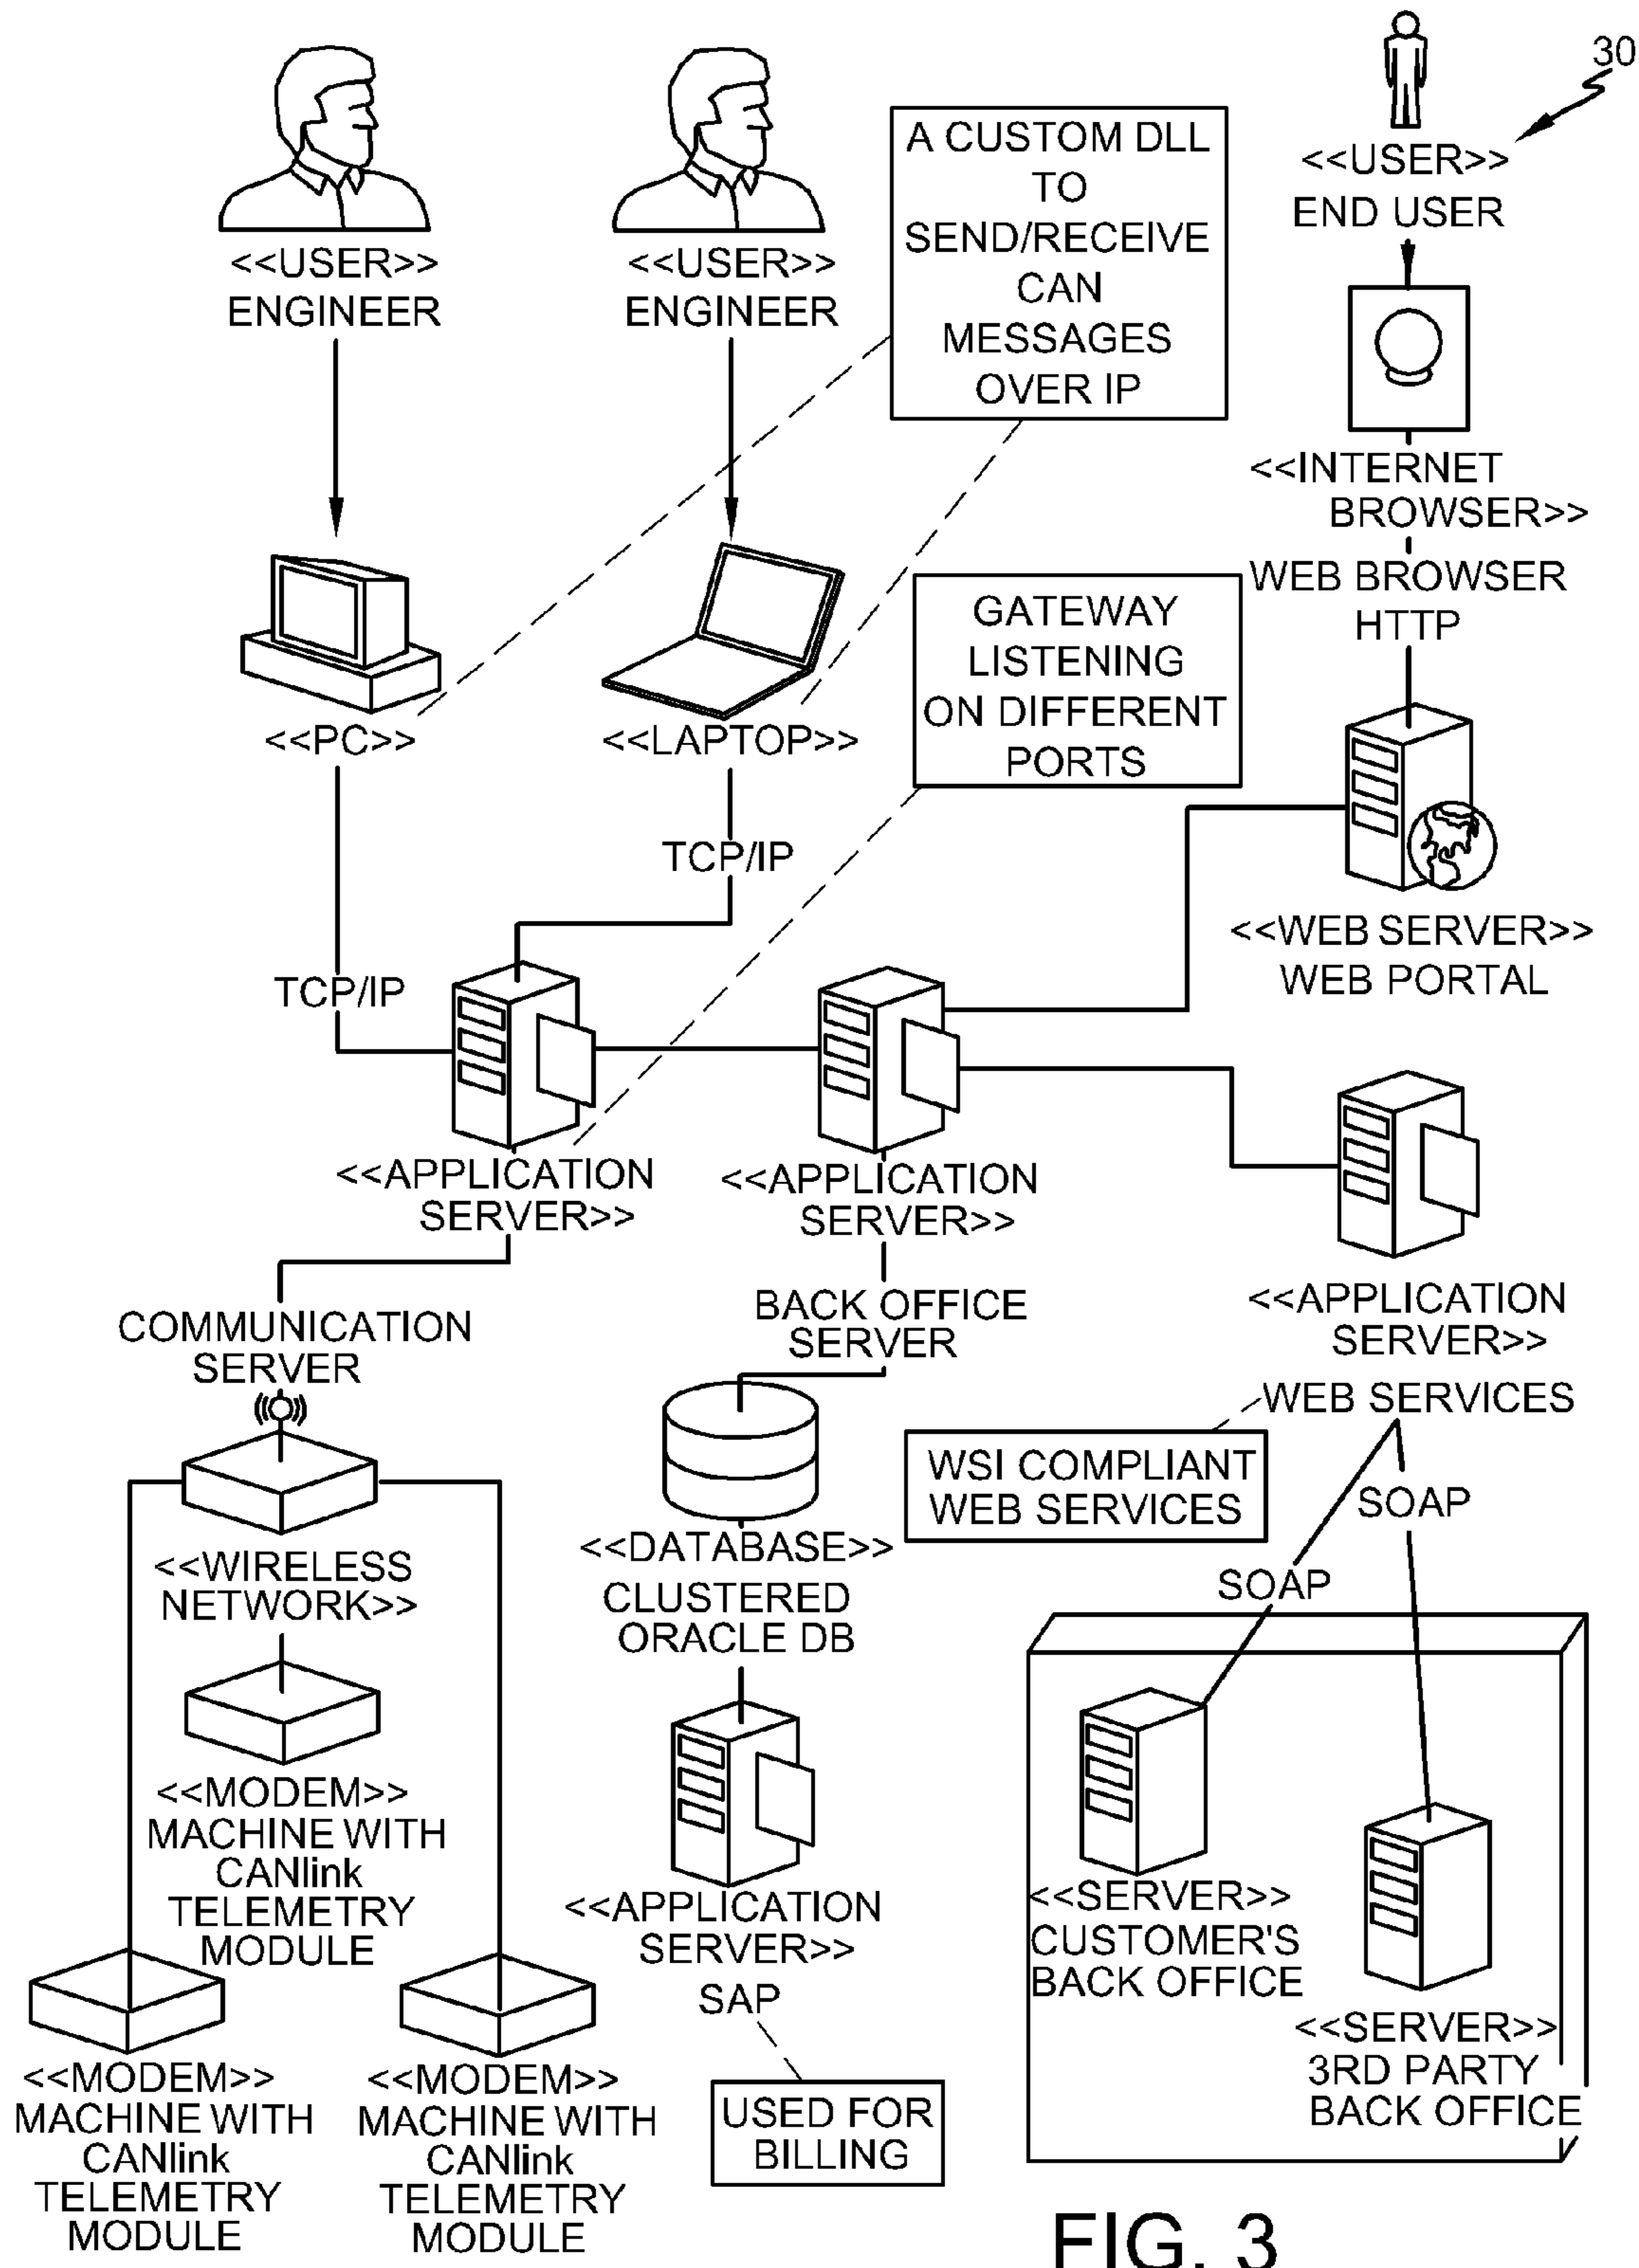 30
<<USER>>
END USER
<<USER>>
ENGINEER
<<USER>>
ENGINEER
A CUSTOM DLL
TO
SEND/RECEIVE
CAN
MESSAGES
OVER IP
<<INTERNET
BROWSER>>
WEB BROWSER
HTTP
<<PC>>
<<LAPTOP>>
GATEWAY
LISTENING
ON DIFFERENT
PORTS
TCP/IP
TCP/IP
<<WEB SERVER>>
WEB PORTAL
<<APPLICATION
SERVER>>
COMMUNICATION
SERVER
<<APPLICATION
SERVER>>
BACK OFFICE
SERVER
<<APPLICATION
SERVER>>
WEB SERVICES
WSI COMPLIANT
WEB SERVICES
SOAP
SOAP
<<WIRELESS
NETWORK>>
<<DATABASE>>
CLUSTERED
ORACLE DB
<<MODEM>>
MACHINE WITH
CANlink
TELEMETRY
MODULE
<<APPLICATION
SERVER>>
SAP
USED FOR
BILLING
<<SERVER>>
CUSTOMER'S
BACK OFFICE
<<SERVER>>
3RD PARTY
BACK OFFICE
<<MODEM>>
MACHINE WITH
CANlink
TELEMETRY
MODULE
<<MODEM>>
MACHINE WITH
CANlink
TELEMETRY
MODULE
FIG. 3